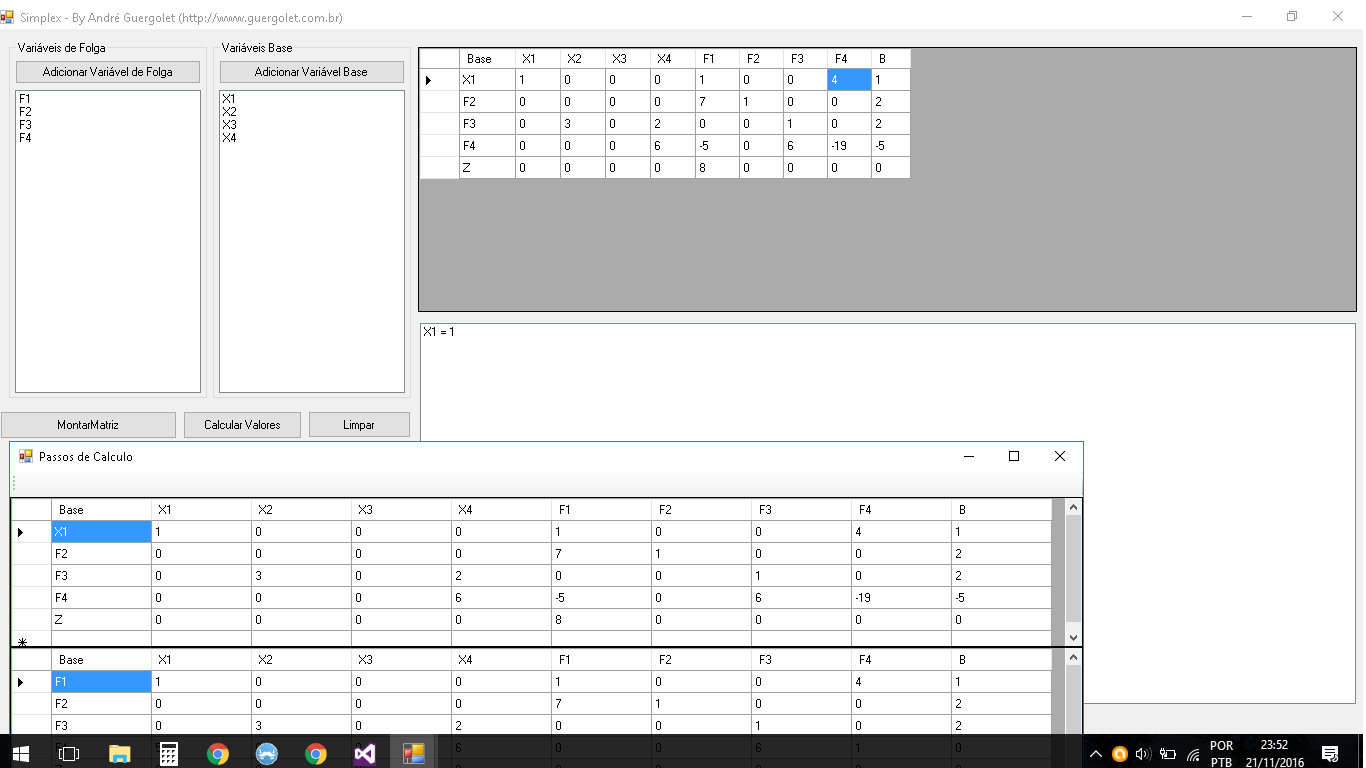 Simplex - By André Guergolet (http://www.guergolet.com.br)
Variáveis de Folga
Adicionar Variável de Folga
F1
F2
F3
F4
Variáveis Base
Adicionar Variável Base
X1
X2
X3
X4
Base X1 X2 X3 X4 F1 F2 F3 F4 B
X1 1 0 0 0 1 0 0 4 1
F2 0 0 0 0 7 1 0 0 2
F3 0 3 0 2 0 0 1 0 2
F4 0 0 0 6 -5 0 6 -19 -5
Z 0 0 0 0 8 0 0 0 0
X1 = 1
MontarMatriz Calcular Valores Limpar
Passos de Calculo
Base X1 X2 X3 X4 F1 F2 F3 F4 B
X1 1 0 0 0 1 0 0 4 1
F2 0 0 0 0 7 1 0 0 2
F3 0 3 0 2 0 0 1 0 2
F4 0 0 0 6 -5 0 6 -19 -5
Z 0 0 0 0 8 0 0 0 0
Base X1 X2 X3 X4 F1 F2 F3 F4 B
F1 1 0 0 0 1 0 0 4 1
F2 0 0 0 0 7 1 0 0 2
F3 0 3 0 2 0 0 1 0 2
6 0 0 6 1 0
POR
PTB
23:52
21/11/2016